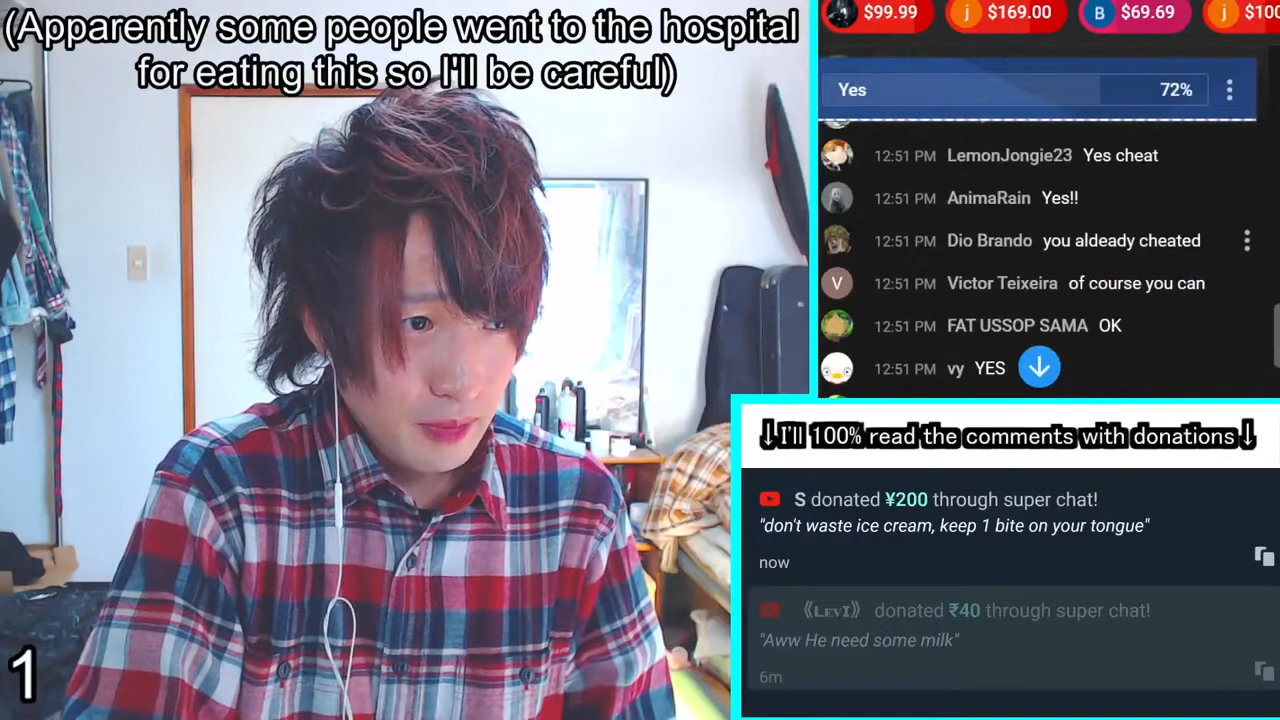 (Apparently some people went to the hospital
for eating this so I'll be careful)
1
$99.99 j $169.00 B $69.69 j $100
Yes 72%
12:51 PM LemonJongie23 Yes cheat
12:51 PM AnimaRain Yes!!
12:51 PM Dio Brando you aldeady cheated
V 12:51 PM Victor Teixeira of course you can
12:51 PM FAT USSOP SAMA OK
12:51 PM vy YES
↓I'll 100% read the comments with donations↓
S donated ¥200 through super chat!
"don't waste ice cream, keep 1 bite on your tongue"
now
⟪Lᴇᴠɪ⟫ donated ₹40 through super chat!
"Aww He need some milk"
6m